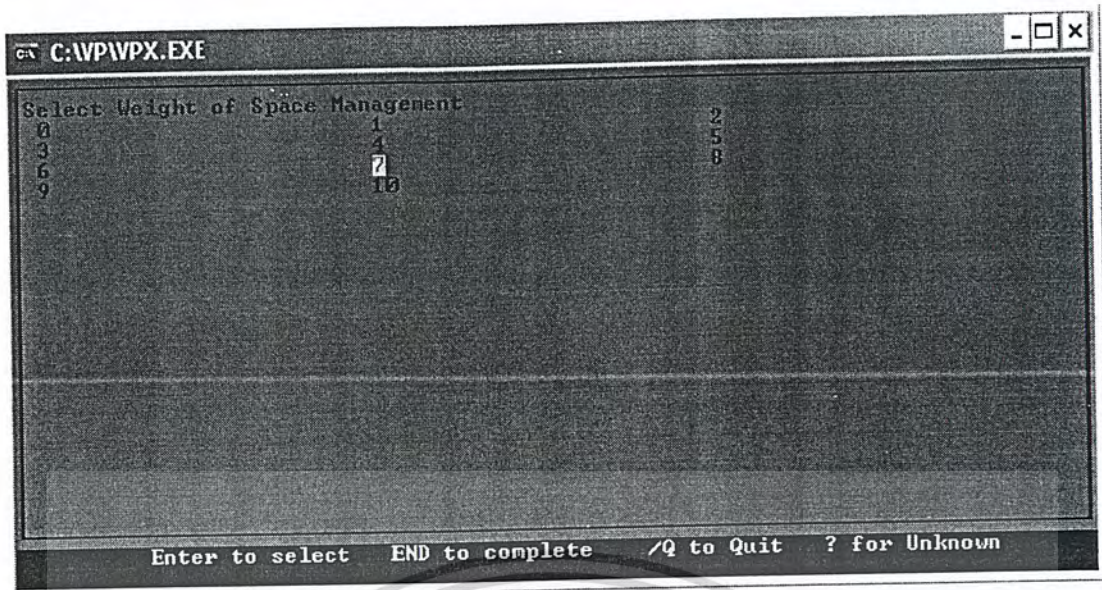 C:\VP\VPX.EXE
Select Weight of Space Management
0 1 2
3 4 5
6 7 8
9 10
Enter to select END to complete /Q to Quit ? for Unknown